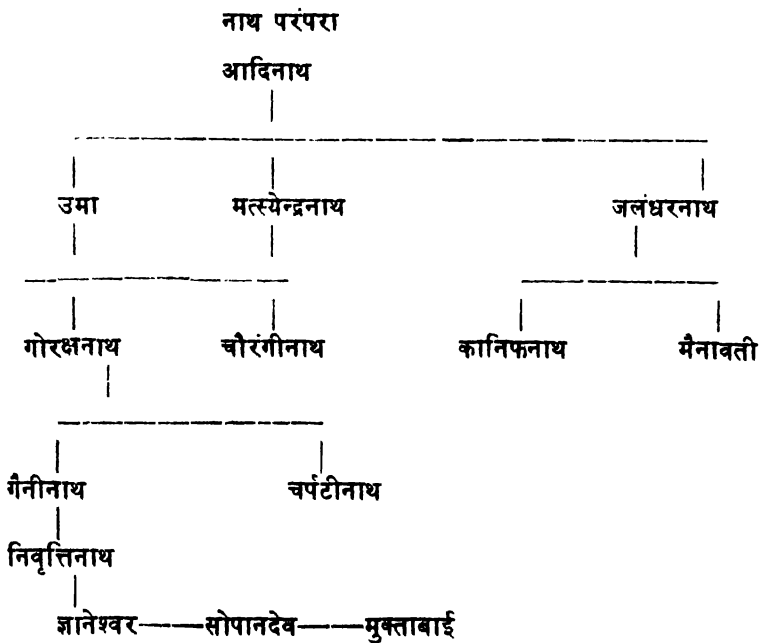 नाथ परंपरा
आदिनाथ
उमा मत्स्येन्द्रनाथ जलंधरनाथ
गोरक्षनाथ चौरंगीनाथ कानिफनाथ मैनावती
गैनीनाथ चर्पटीनाथ
निवृत्तिनाथ
ज्ञानेश्वर——सोपानदेव——मुक्ताबाई